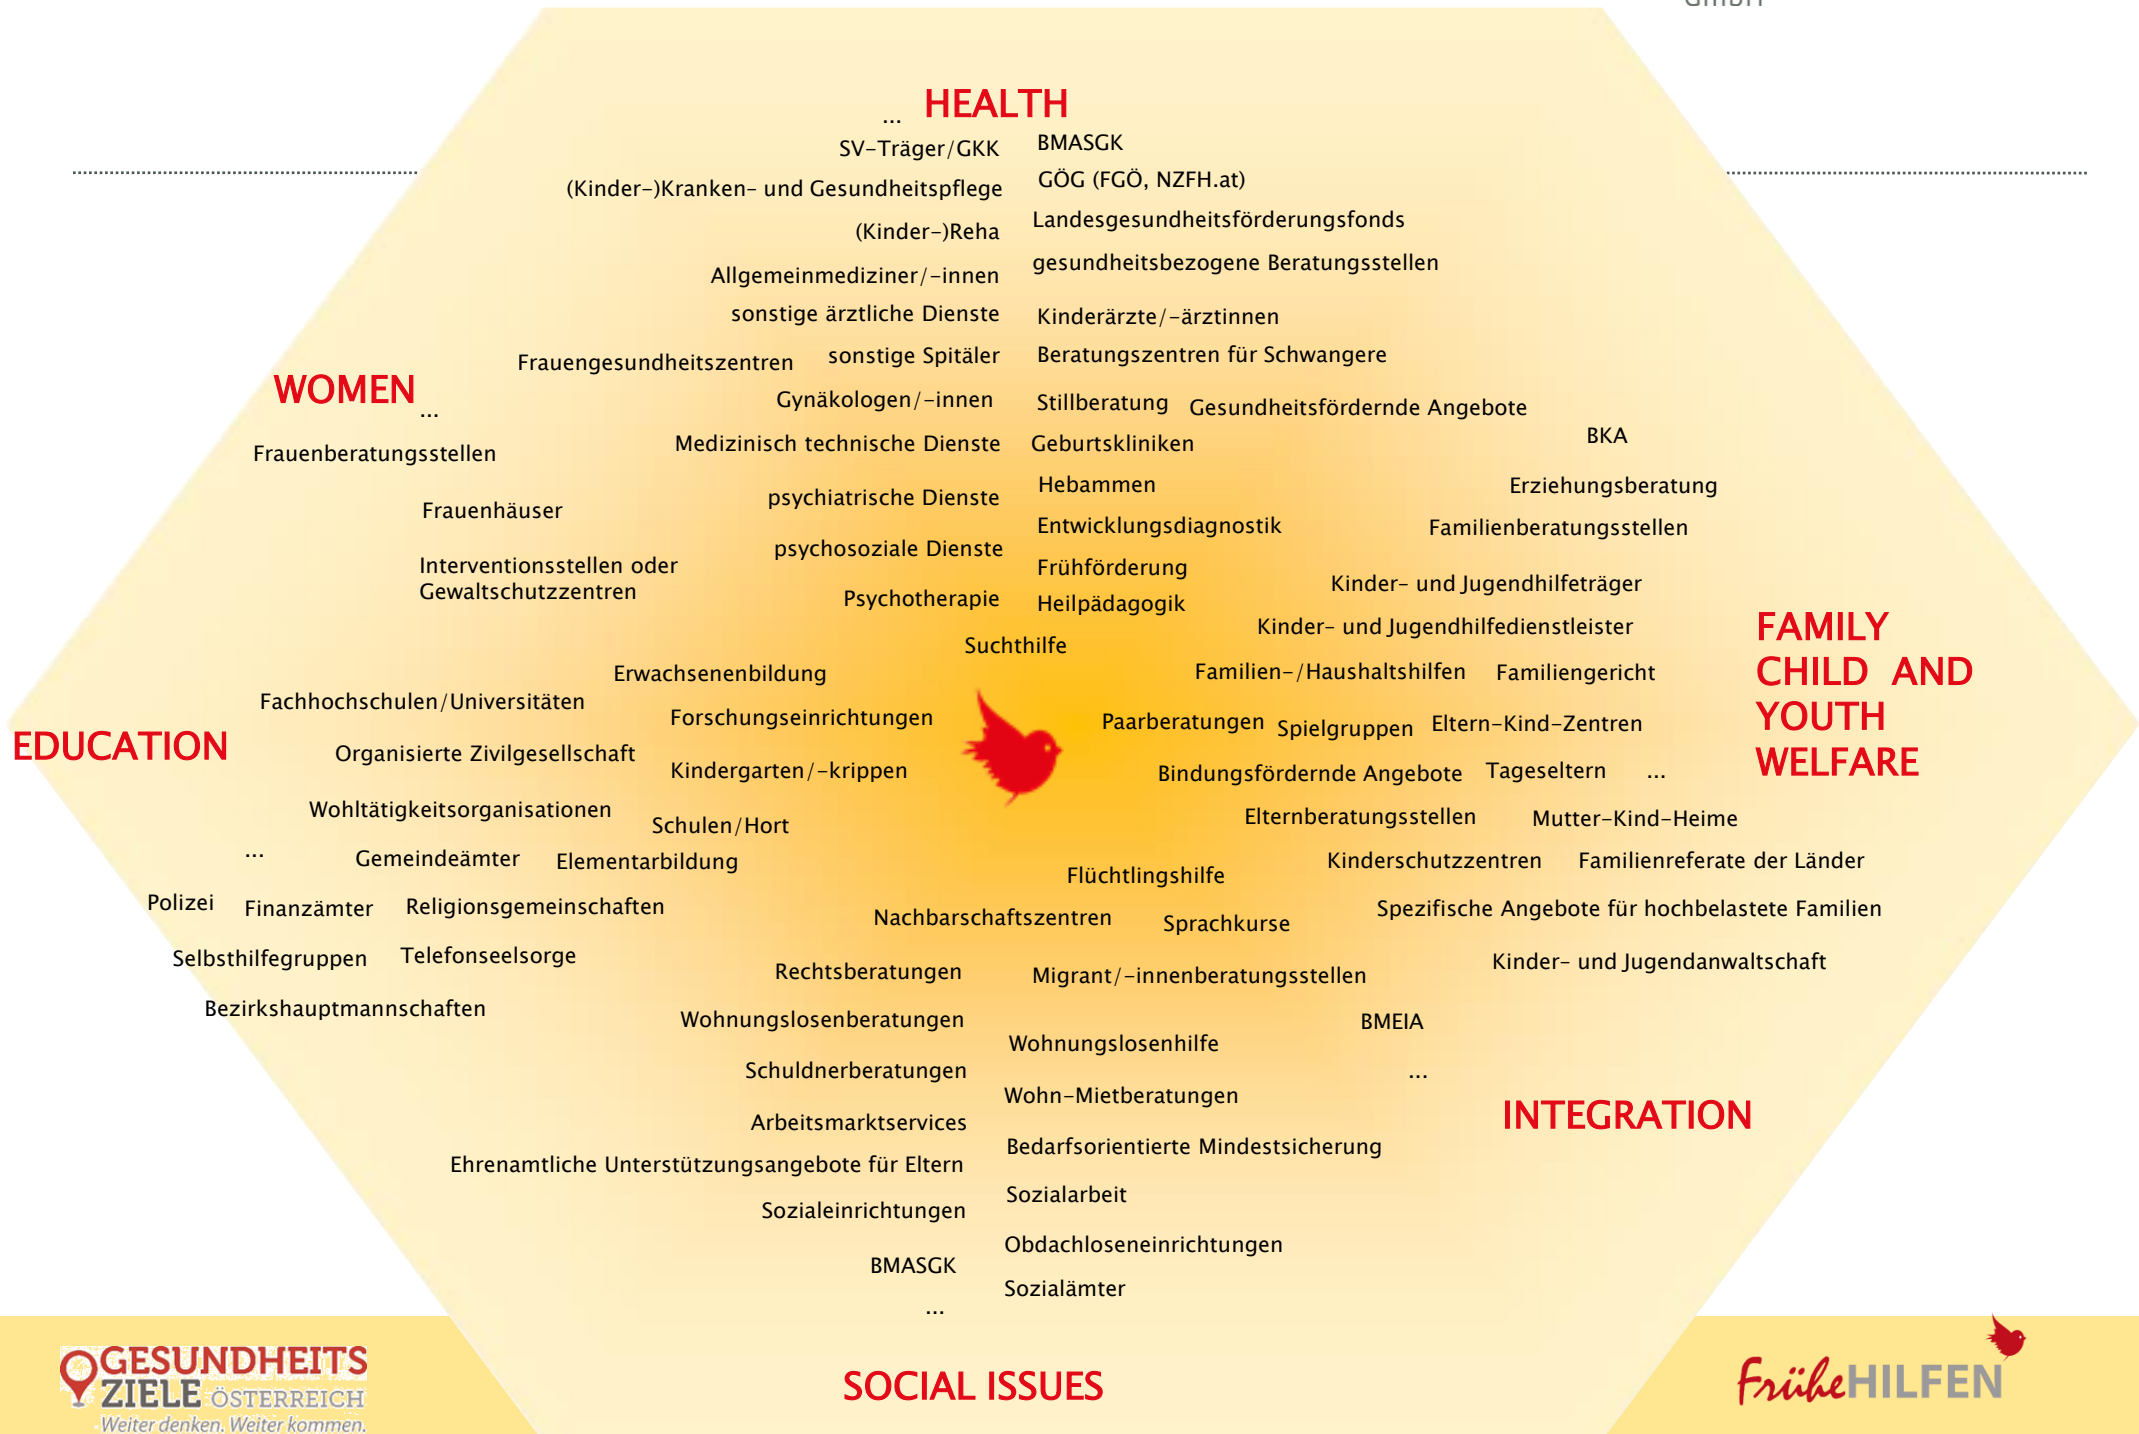 HEALTH
...
SV-Träger/GKK
BMASGK
(Kinder-)Kranken- und Gesundheitspflege
GÖG (FGÖ, NZFH.at)
(Kinder-)Reha
Landesgesundheitsförderungsfonds
Allgemeinmediziner/-innen
gesundheitsbezogene Beratungsstellen
sonstige ärztliche Dienste
Kinderärzte/-ärztinnen
Frauengesundheitszentren
sonstige Spitäler
Beratungszentren für Schwangere
WOMEN
...
Gynäkologen/-innen
Stillberatung
Gesundheitsfördernde Angebote
Frauenberatungsstellen
Medizinisch technische Dienste
Geburtskliniken
BKA
Frauenhäuser
psychiatrische Dienste
Hebammen
Erziehungsberatung
Entwicklungsdiagnostik
Familienberatungsstellen
Interventionsstellen oder
Gewaltschutzzentren
psychosoziale Dienste
Frühförderung
Kinder- und Jugendhilfeträger
Psychotherapie
Heilpädagogik
Kinder- und Jugendhilfedienstleister
FAMILY
CHILD AND
YOUTH
WELFARE
Suchthilfe
Erwachsenenbildung
Familien-/Haushaltshilfen
Familiengericht
Fachhochschulen/Universitäten
Forschungseinrichtungen
Paarberatungen
Spielgruppen
Eltern-Kind-Zentren
EDUCATION
Organisierte Zivilgesellschaft
Kindergarten/-krippen
Bindungsfördernde Angebote
Tageseltern
...
Wohltätigkeitsorganisationen
Schulen/Hort
Elternberatungsstellen
Mutter-Kind-Heime
...
Gemeindeämter
Elementarbildung
Flüchtlingshilfe
Kinderschutzzentren
Familienreferate der Länder
Polizei
Finanzämter
Religionsgemeinschaften
Nachbarschaftszentren
Sprachkurse
Spezifische Angebote für hochbelastete Familien
Selbsthilfegruppen
Telefonseelsorge
Rechtsberatungen
Migrant/-innenberatungsstellen
Kinder- und Jugendanwaltschaft
Bezirkshauptmannschaften
Wohnungslosenberatungen
BMEIA
Wohnungslosenhilfe
Schuldnerberatungen
...
Wohn-Mietberatungen
INTEGRATION
Arbeitsmarktservices
Bedarfsorientierte Mindestsicherung
Ehrenamtliche Unterstützungsangebote für Eltern
Sozialarbeit
Sozialeinrichtungen
Obdachloseneinrichtungen
BMASGK
Sozialämter
...
SOCIAL ISSUES
GESUNDHEITS
ZIELE ÖSTERREICH
Weiter denken. Weiter kommen.
Frühe HILFEN